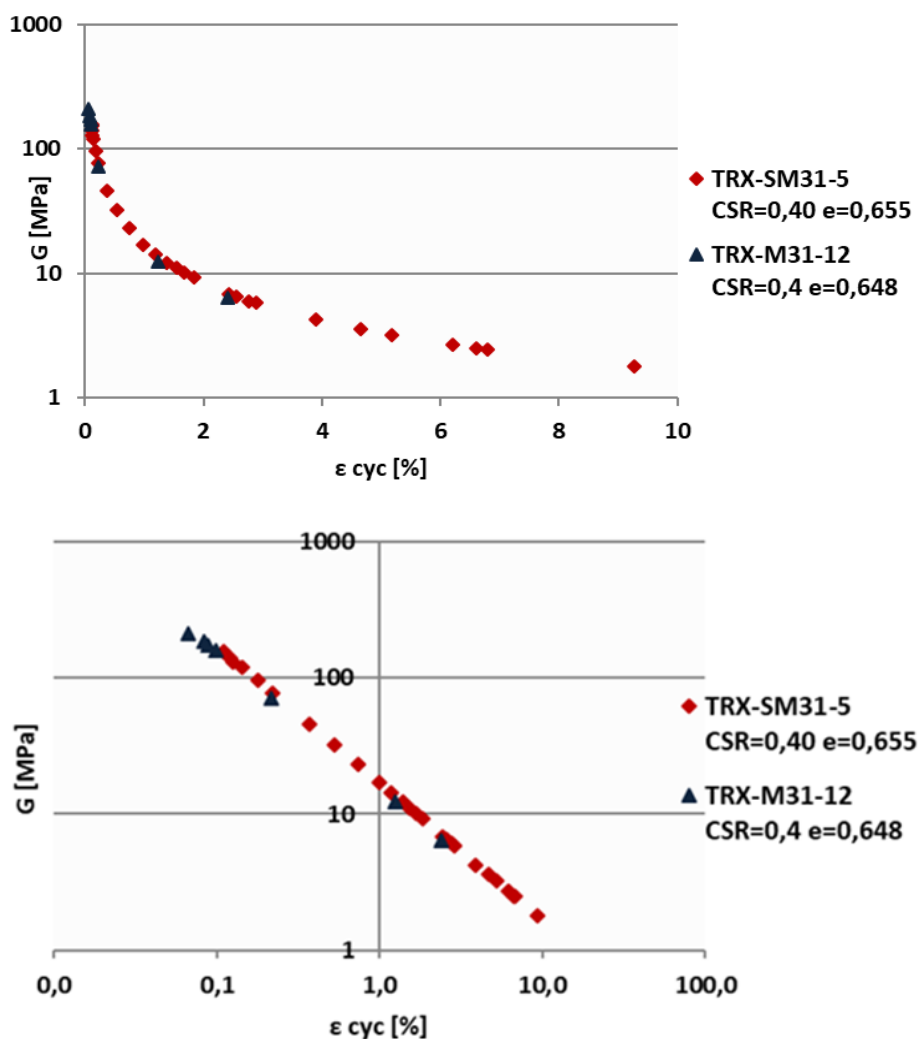 1000
100
10
1
G [MPa]
0 2 4 6 8 10
ε cyc [%]
TRX-SM31-5
CSR=0,40 e=0,655
TRX-M31-12
CSR=0,4 e=0,648
1000
100
10
1
G [MPa]
0,0 0,1 1,0 10,0 100,0
ε cyc [%]
TRX-SM31-5
CSR=0,40 e=0,655
TRX-M31-12
CSR=0,4 e=0,648